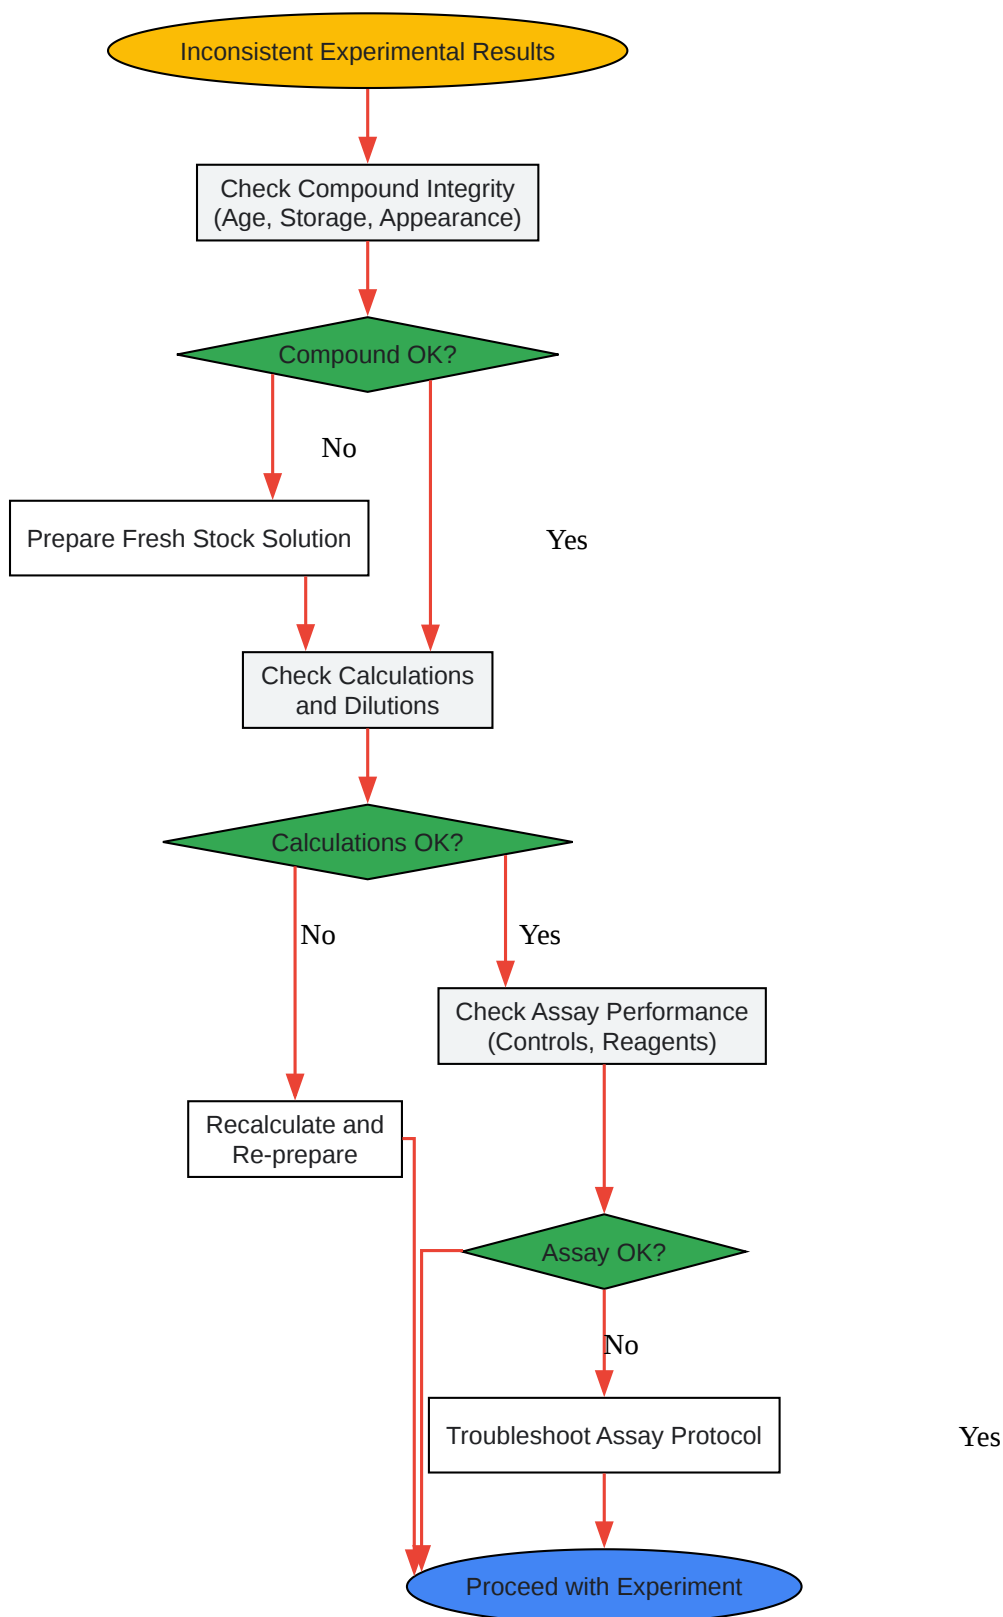 Inconsistent Experimental Results
Check Compound Integrity
(Age, Storage, Appearance)
Compound OK?
No
Prepare Fresh Stock Solution
Yes
Check Calculations
and Dilutions
Calculations OK?
No
Yes
Check Assay Performance
(Controls, Reagents)
Recalculate and
Re-prepare
Assay OK?
No
Troubleshoot Assay Protocol
Yes
Proceed with Experiment